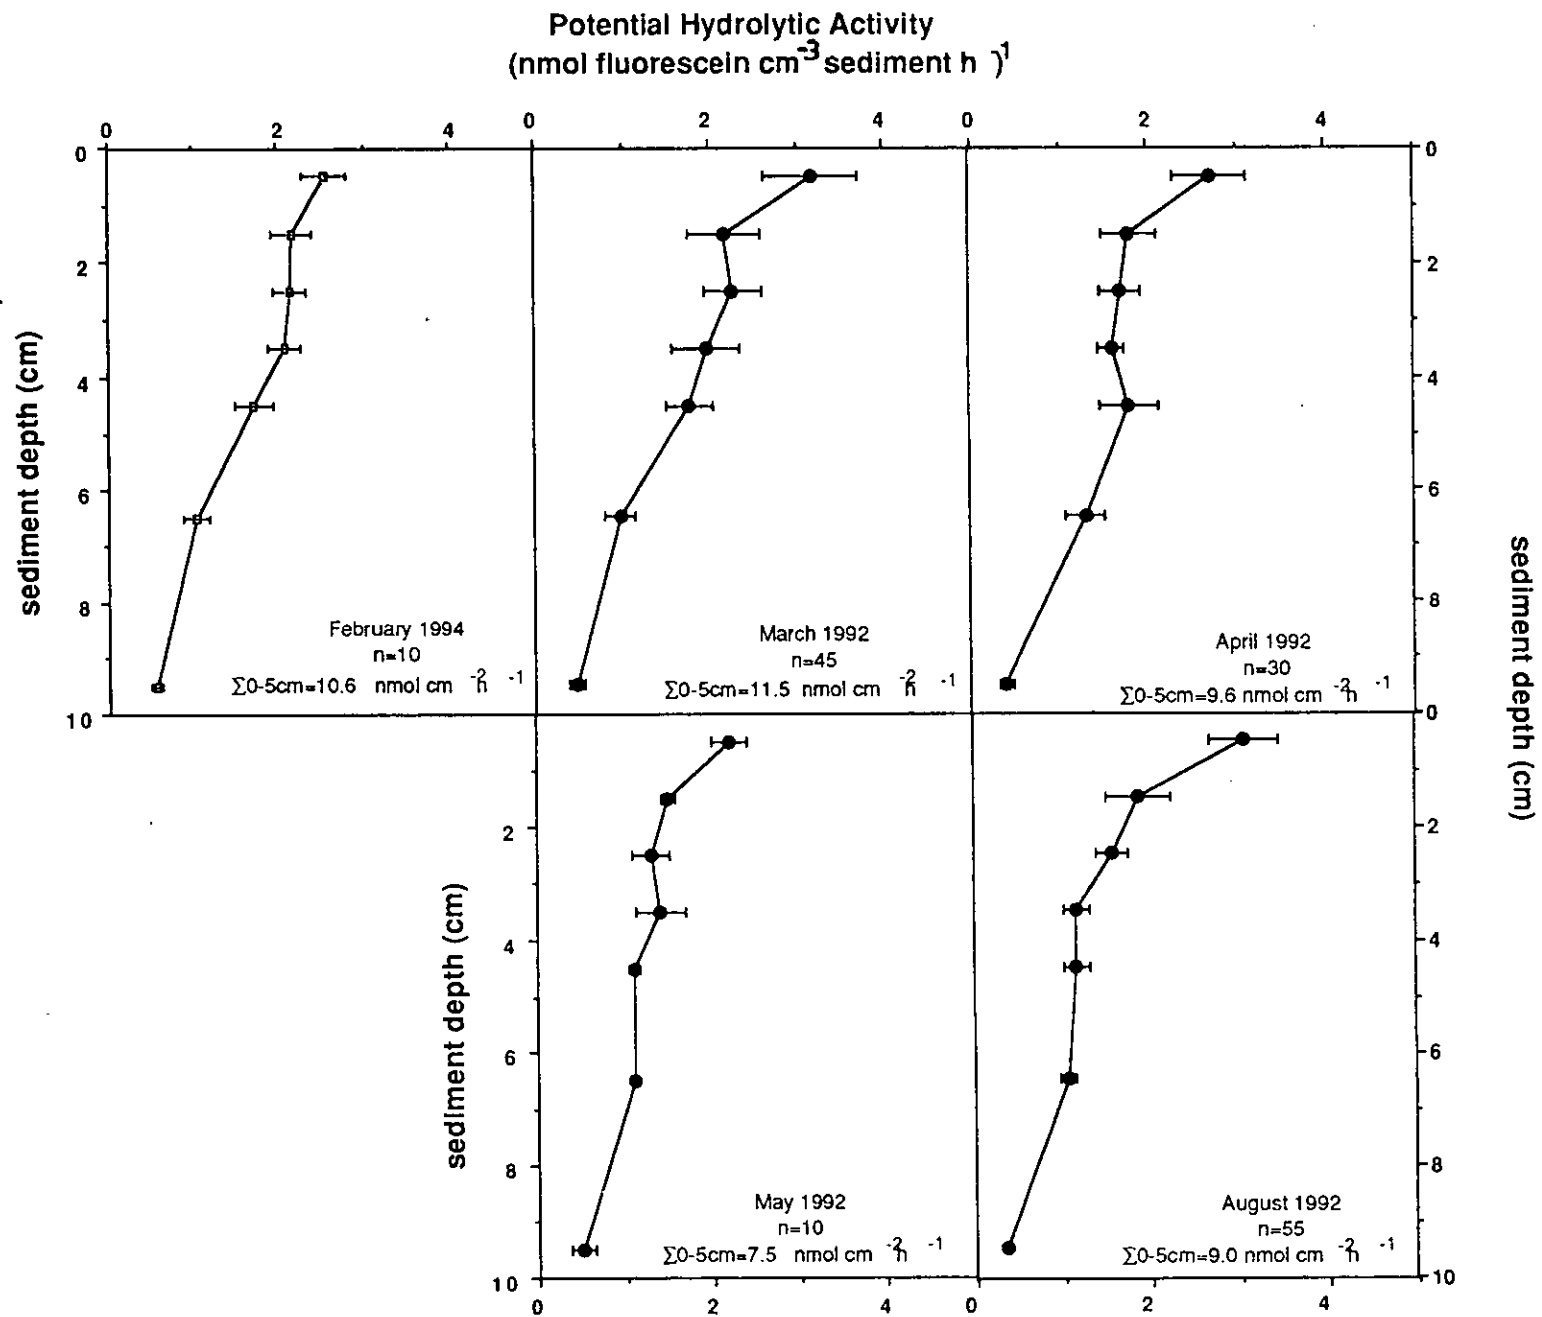 Potential Hydrolytic Activity
(nmol fluorescein cm-3 sediment h )1
0 2 4 0 2 4 0 2 4
0 2 4 6 8 10
sediment depth (cm)
February 1994
n=10
∑0-5cm=10.6 nmol cm -2 h -1
March 1992
n=45
∑0-5cm=11.5 nmol cm -2 h -1
April 1992
n=30
∑0-5cm=9.6 nmol cm -2 h -1
0 2 4 6 8 0 2 4 6 8 10
sediment depth (cm)
2 4 6 8 10
sediment depth (cm)
May 1992
n=10
∑0-5cm=7.5 nmol cm -2 h -1
August 1992
n=55
∑0-5cm=9.0 nmol cm -2 h -1
0 2 4 0 2 4